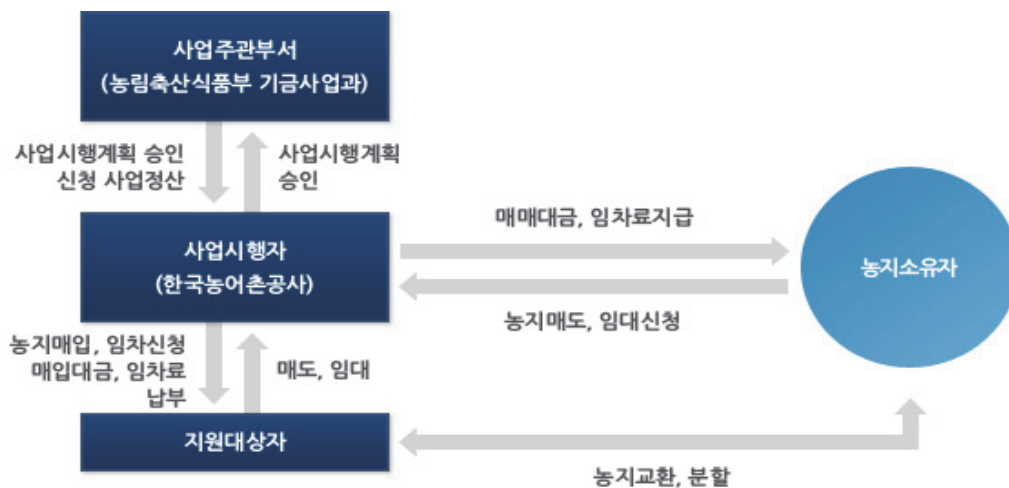 사업주관부서
(농림축산식품부 기금사업과)
사업시행계획 승인
신청 사업정산
사업시행계획
승인
사업시행자
(한국농어촌공사)
매매대금, 임차료지급
농지소유자
농지매도, 임대신청
농지매입, 임차신청
매입대금, 임차료
납부
매도, 임대
지원대상자
농지교환, 분할